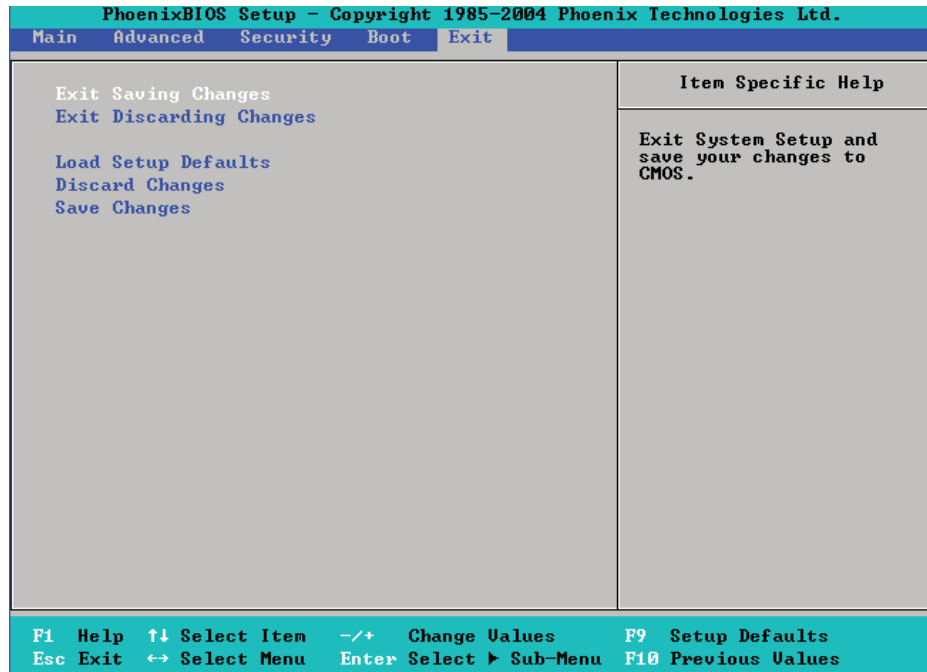 PhoenixBIOS Setup - Copyright 1985-2004 Phoenix Technologies Ltd.
Main Advanced Security Boot Exit
Exit Saving Changes
Exit Discarding Changes
Load Setup Defaults
Discard Changes
Save Changes
Item Specific Help
Exit System Setup and
save your changes to
CMOS.
F1 Help ↑↓ Select Item -/+ Change Values F9 Setup Defaults
Esc Exit ↔ Select Menu Enter Select ▶ Sub-Menu F10 Previous Values